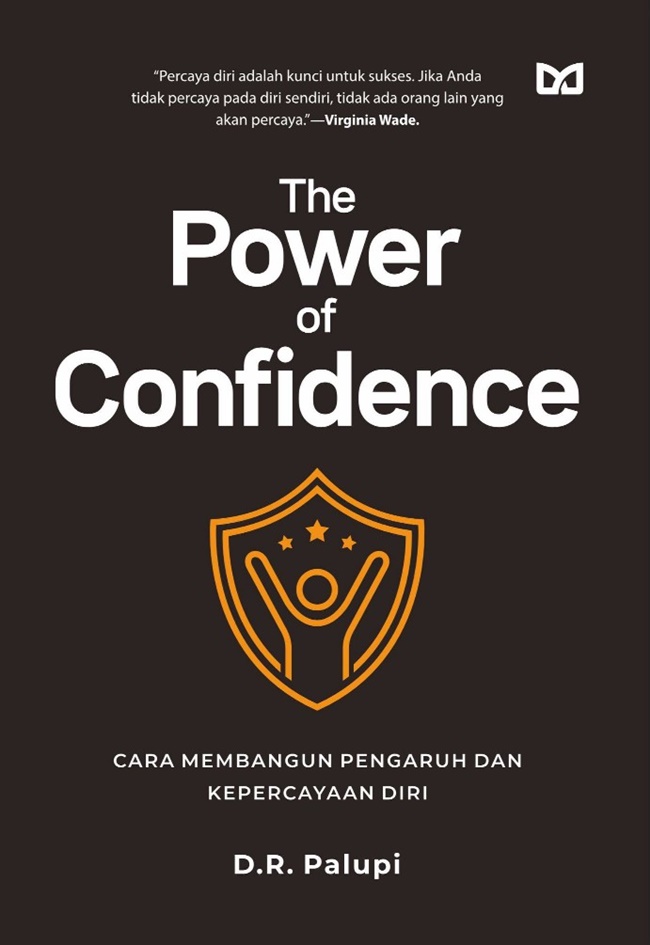 “Percaya diri adalah kunci untuk sukses. Jika Anda
tidak percaya pada diri sendiri, tidak ada orang lain yang
akan percaya.”—Virginia Wade.
The
Power
of
Confidence
CARA MEMBANGUN PENGARUH DAN
KEPERCAYAAN DIRI
D.R. Palupi